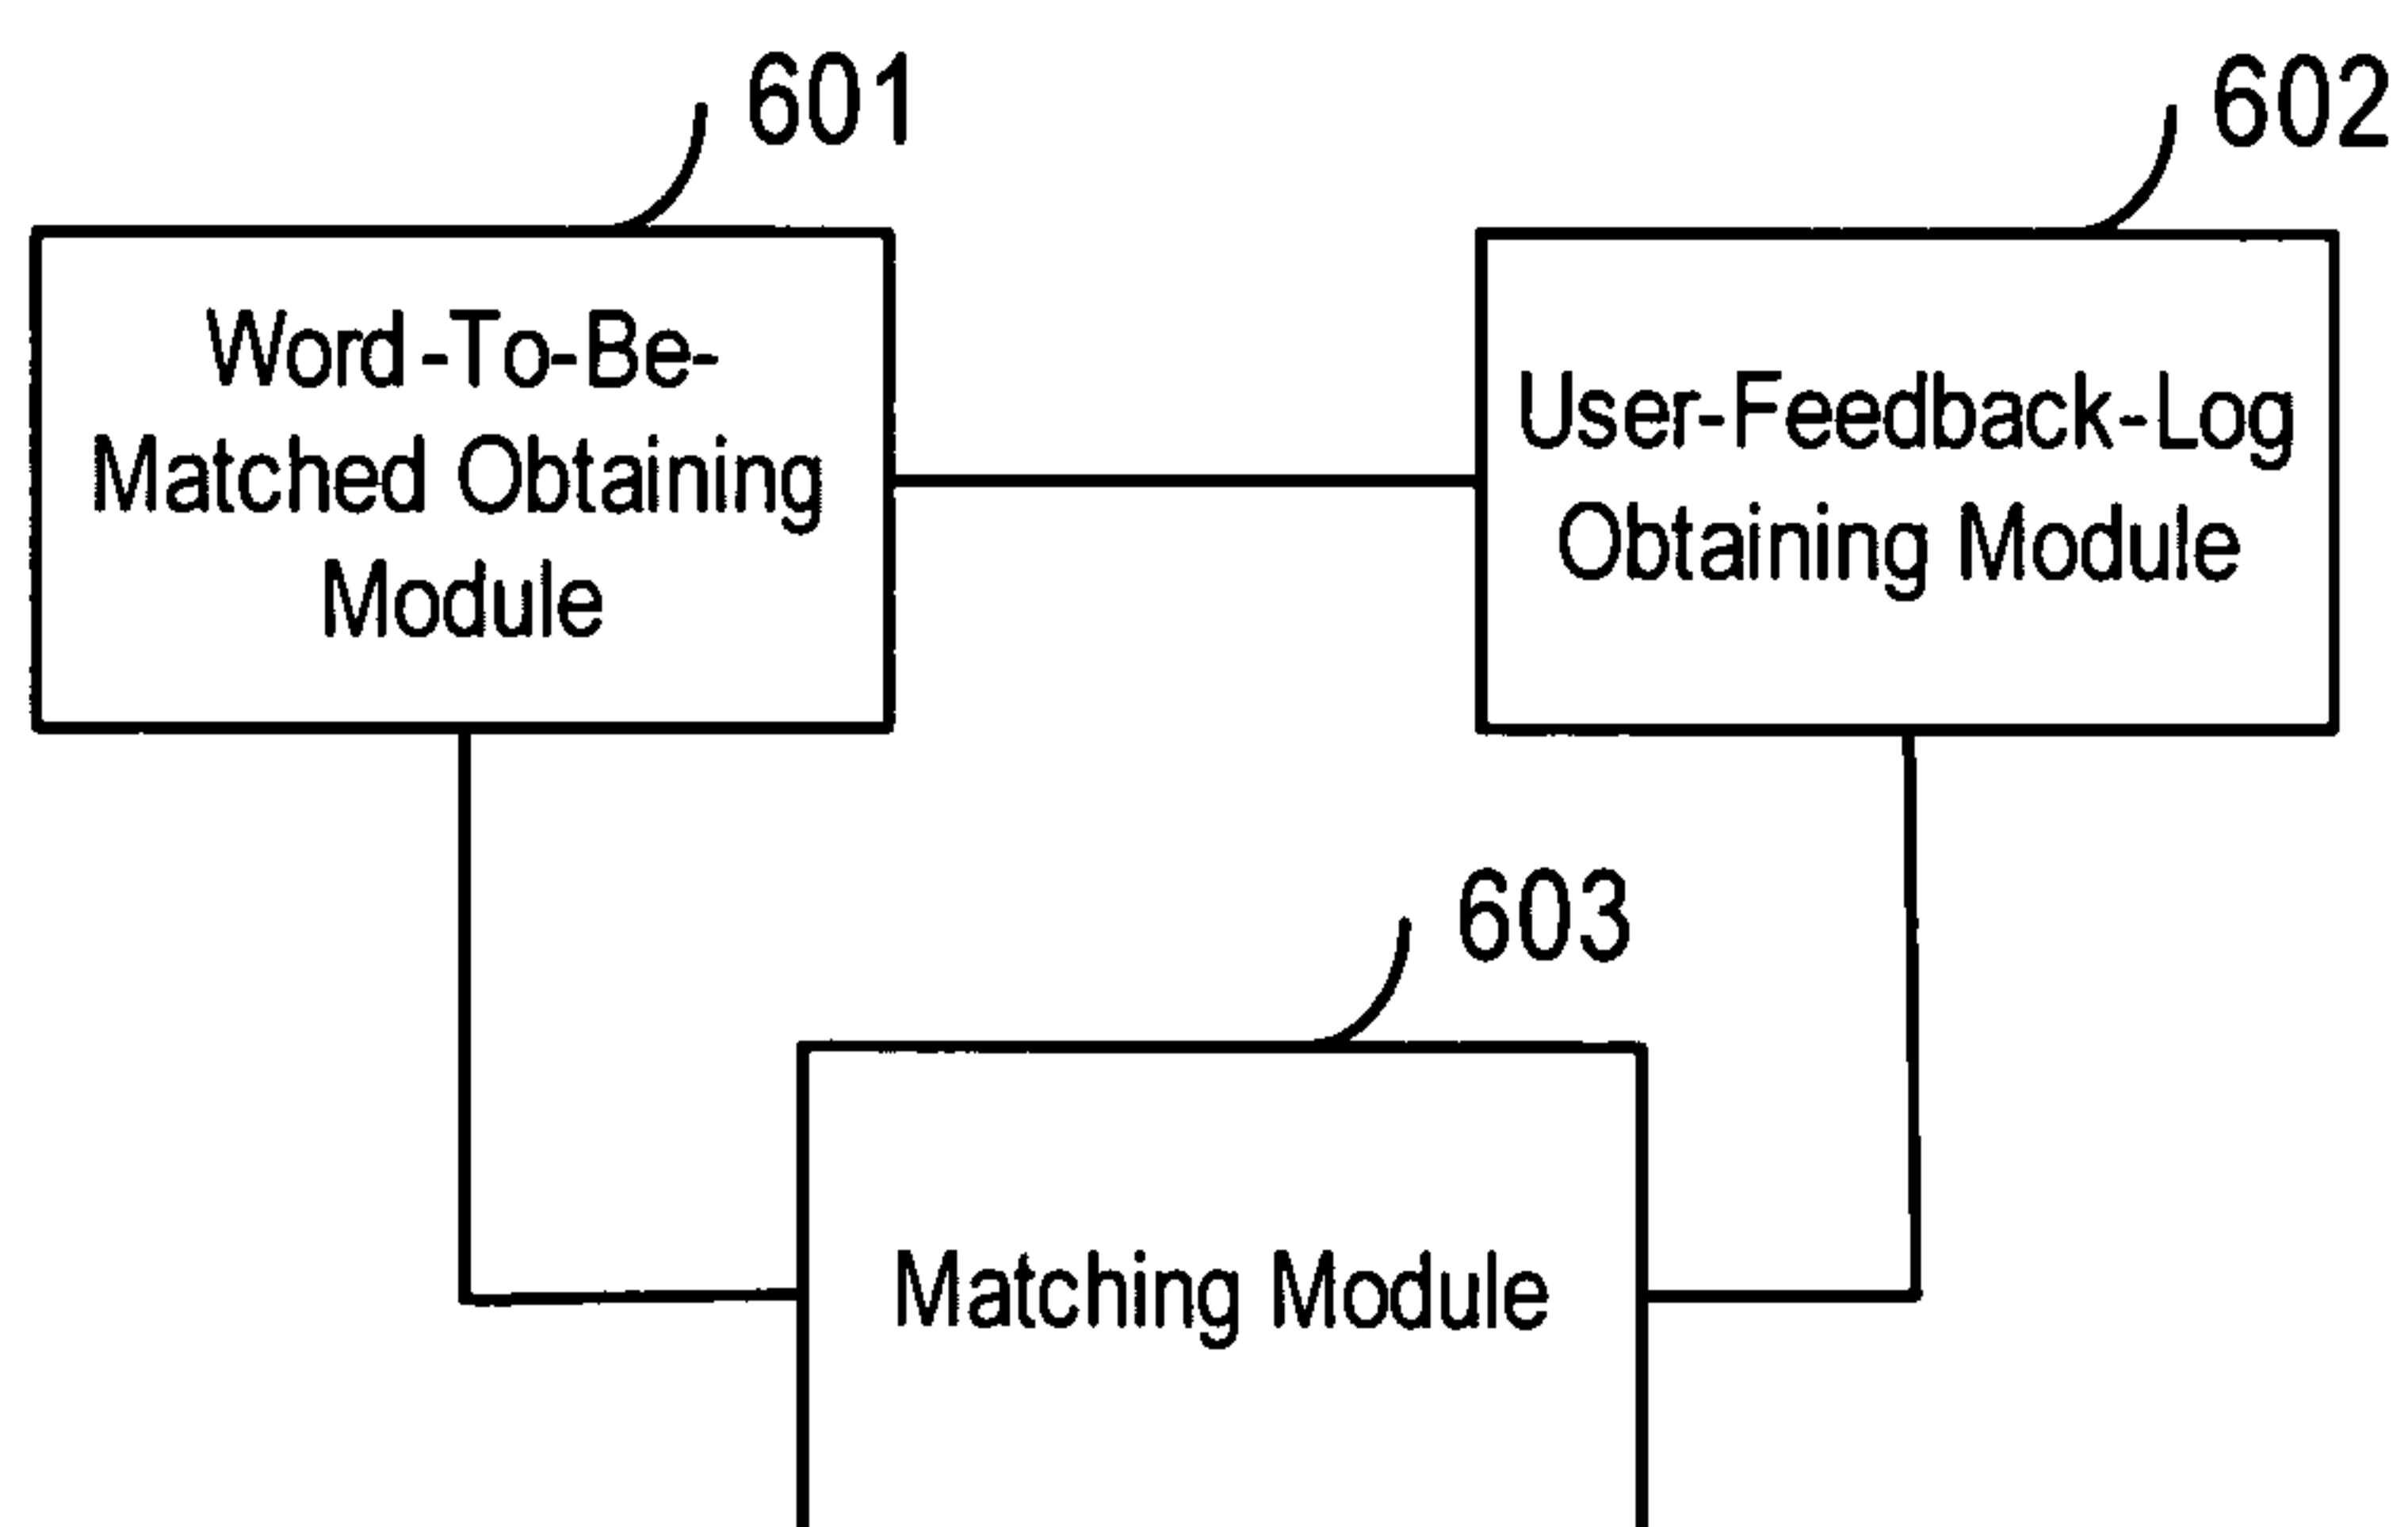 601
602
Word-To-Be-
Matched Obtaining
Module
User-Feedback-Log
Obtaining Module
603
Matching Module